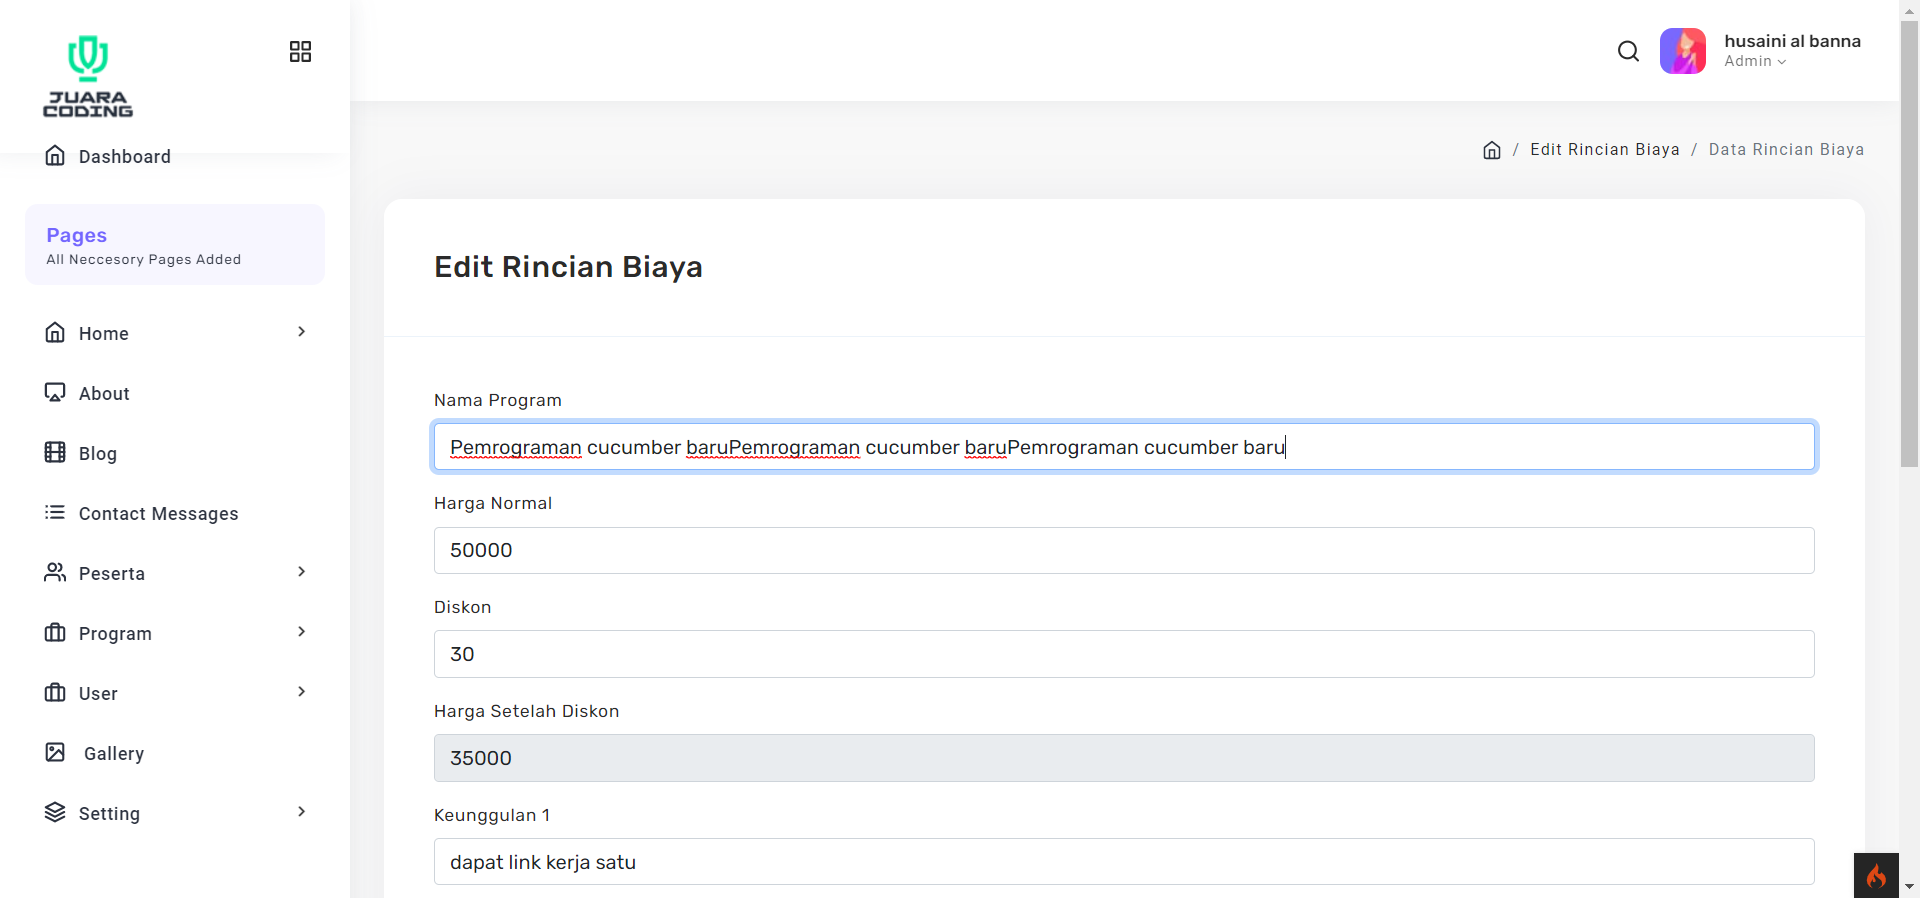 JUARA
CODING
Dashboard
Pages
All Neccesory Pages Added
Home
About
Blog
Contact Messages
Peserta
Program
User
Gallery
Setting
husaini al banna
Admin
/ Edit Rincian Biaya / Data Rincian Biaya
Edit Rincian Biaya
Nama Program
Pemrograman cucumber baruPemrograman cucumber baruPemrograman cucumber baru
Harga Normal
50000
Diskon
30
Harga Setelah Diskon
35000
Keunggulan 1
dapat link kerja satu